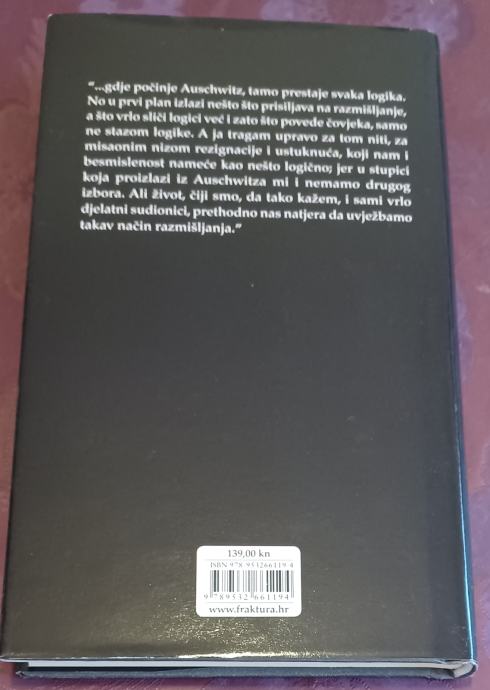 “...gdje počinje Auschwitz, tamo prestaje svaka logika.
No u prvi plan izlazi nešto što prisiljava na razmišljanje,
a što vrlo sliči logici već i zato što povede čovjeka, samo
ne stazom logike. A ja tragam upravo za tom niti, za
misaonim nizom rezignacije i ustuknuća, koji nam i
besmislenost nameće kao nešto logično; jer u stupici
koja proizlazi iz Auschwitza mi i nemamo drugog
izbora. Ali život, čiji smo, da tako kažem, i sami vrlo
djelatni sudionici, prethodno nas natjera da uvježbamo
takav način razmišljanja.”
139,00 kn
ISBN 978-953266119-4
9 789532 661194
www.fraktura.hr